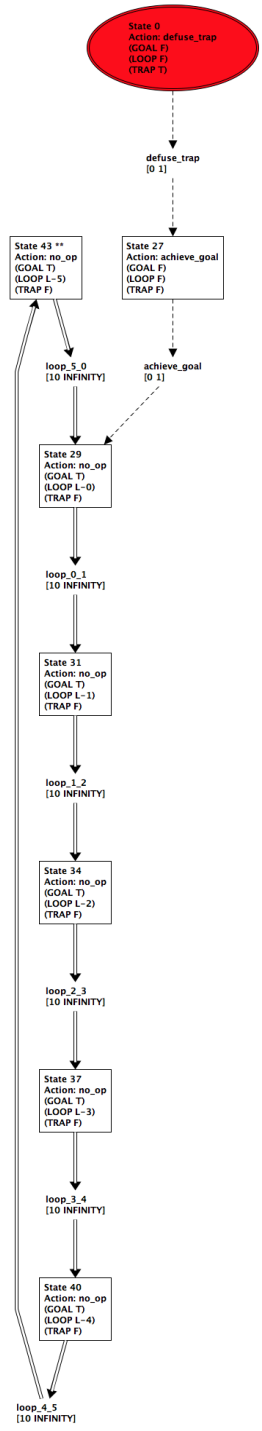 State 0
Action: defuse_trap
(GOAL F)
(LOOP F)
(TRAP T)
defuse_trap
[0 1]
State 43 **
Action: no_op
(GOAL T)
(LOOP L-5)
(TRAP F)
State 27
Action: achieve_goal
(GOAL F)
(LOOP F)
(TRAP F)
loop_5_0
[10 INFINITY]
achieve_goal
[0 1]
State 29
Action: no_op
(GOAL T)
(LOOP L-0)
(TRAP F)
loop_0_1
[10 INFINITY]
State 31
Action: no_op
(GOAL T)
(LOOP L-1)
(TRAP F)
loop_1_2
[10 INFINITY]
State 34
Action: no_op
(GOAL T)
(LOOP L-2)
(TRAP F)
loop_2_3
[10 INFINITY]
State 37
Action: no_op
(GOAL T)
(LOOP L-3)
(TRAP F)
loop_3_4
[10 INFINITY]
State 40
Action: no_op
(GOAL T)
(LOOP L-4)
(TRAP F)
loop_4_5
[10 INFINITY]